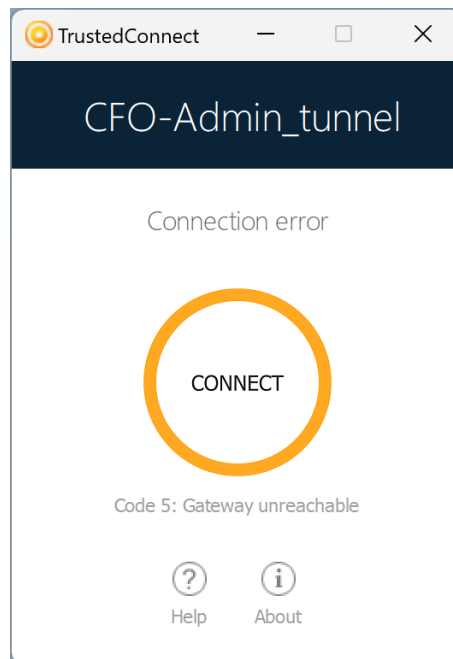 TrustedConnect
CFO-Admin_tunnel
Connection error
CONNECT
Code 5: Gateway unreachable
Help
About